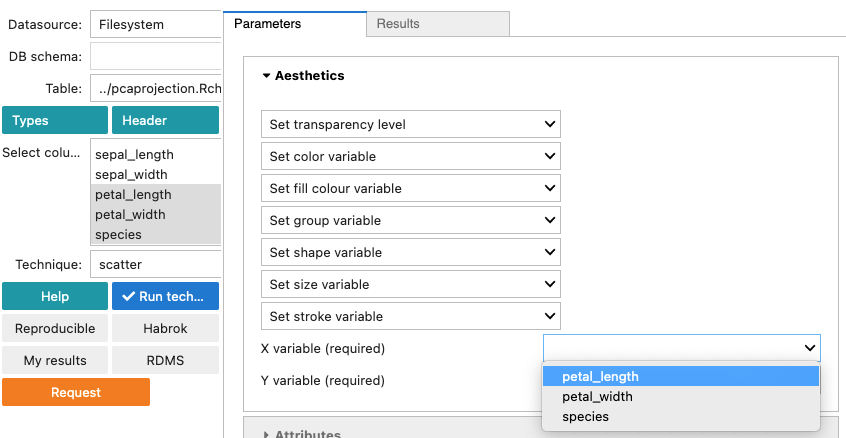 Datasource:
Filesystem
DB schema:
Table:
../pcaprojection.Rch
Types
Header
Select colu...
sepal_length
sepal_width
petal_length
petal_width
species
Technique:
scatter
Help
Run tech...
Reproducible
Habrok
My results
RDMS
Request
Parameters
Results
Aesthetics
Set transparency level
Set color variable
Set fill colour variable
Set group variable
Set shape variable
Set size variable
Set stroke variable
X variable (required)
Y variable (required)
petal_length
petal_width
species
Attributes